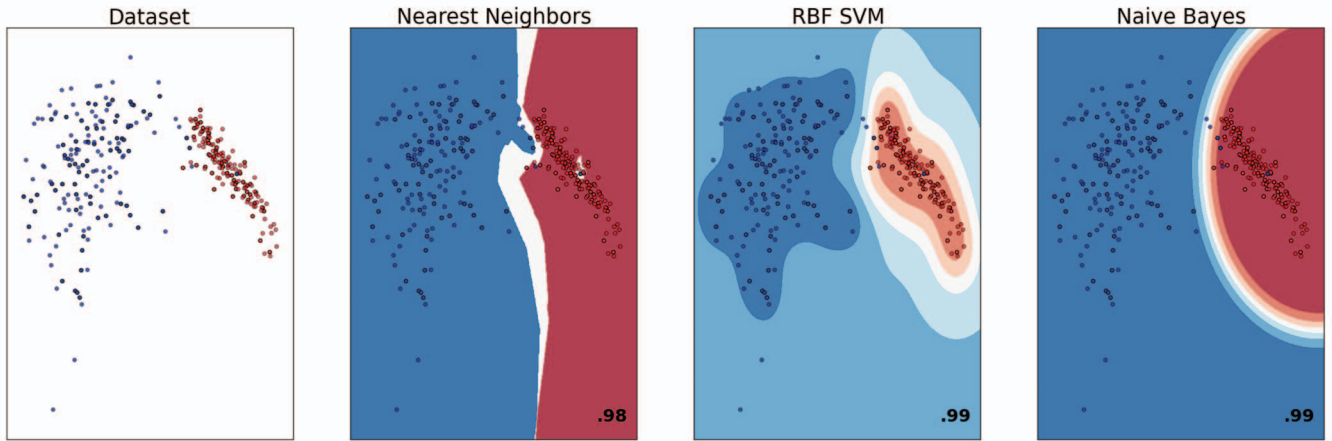 Dataset
Nearest Neighbors
RBF SVM
Naive Bayes
.98
.99
.99